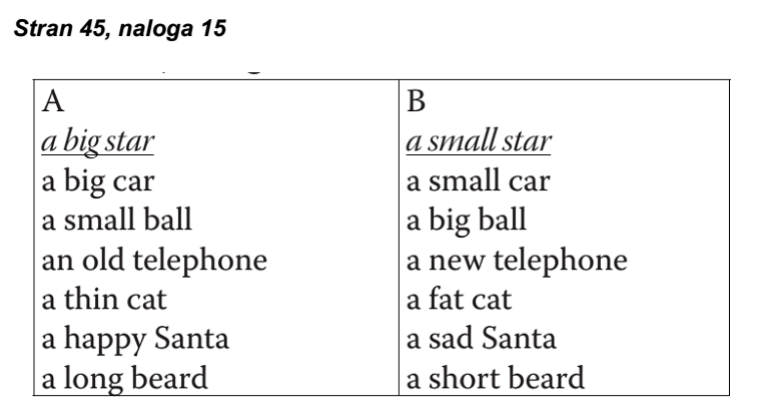 Stran 45, naloga 15
A
a big star
a big car
a small ball
an old telephone
a thin cat
a happy Santa
a long beard
B
a small star
a small car
a big ball
a new telephone
a fat cat
a sad Santa
a short beard